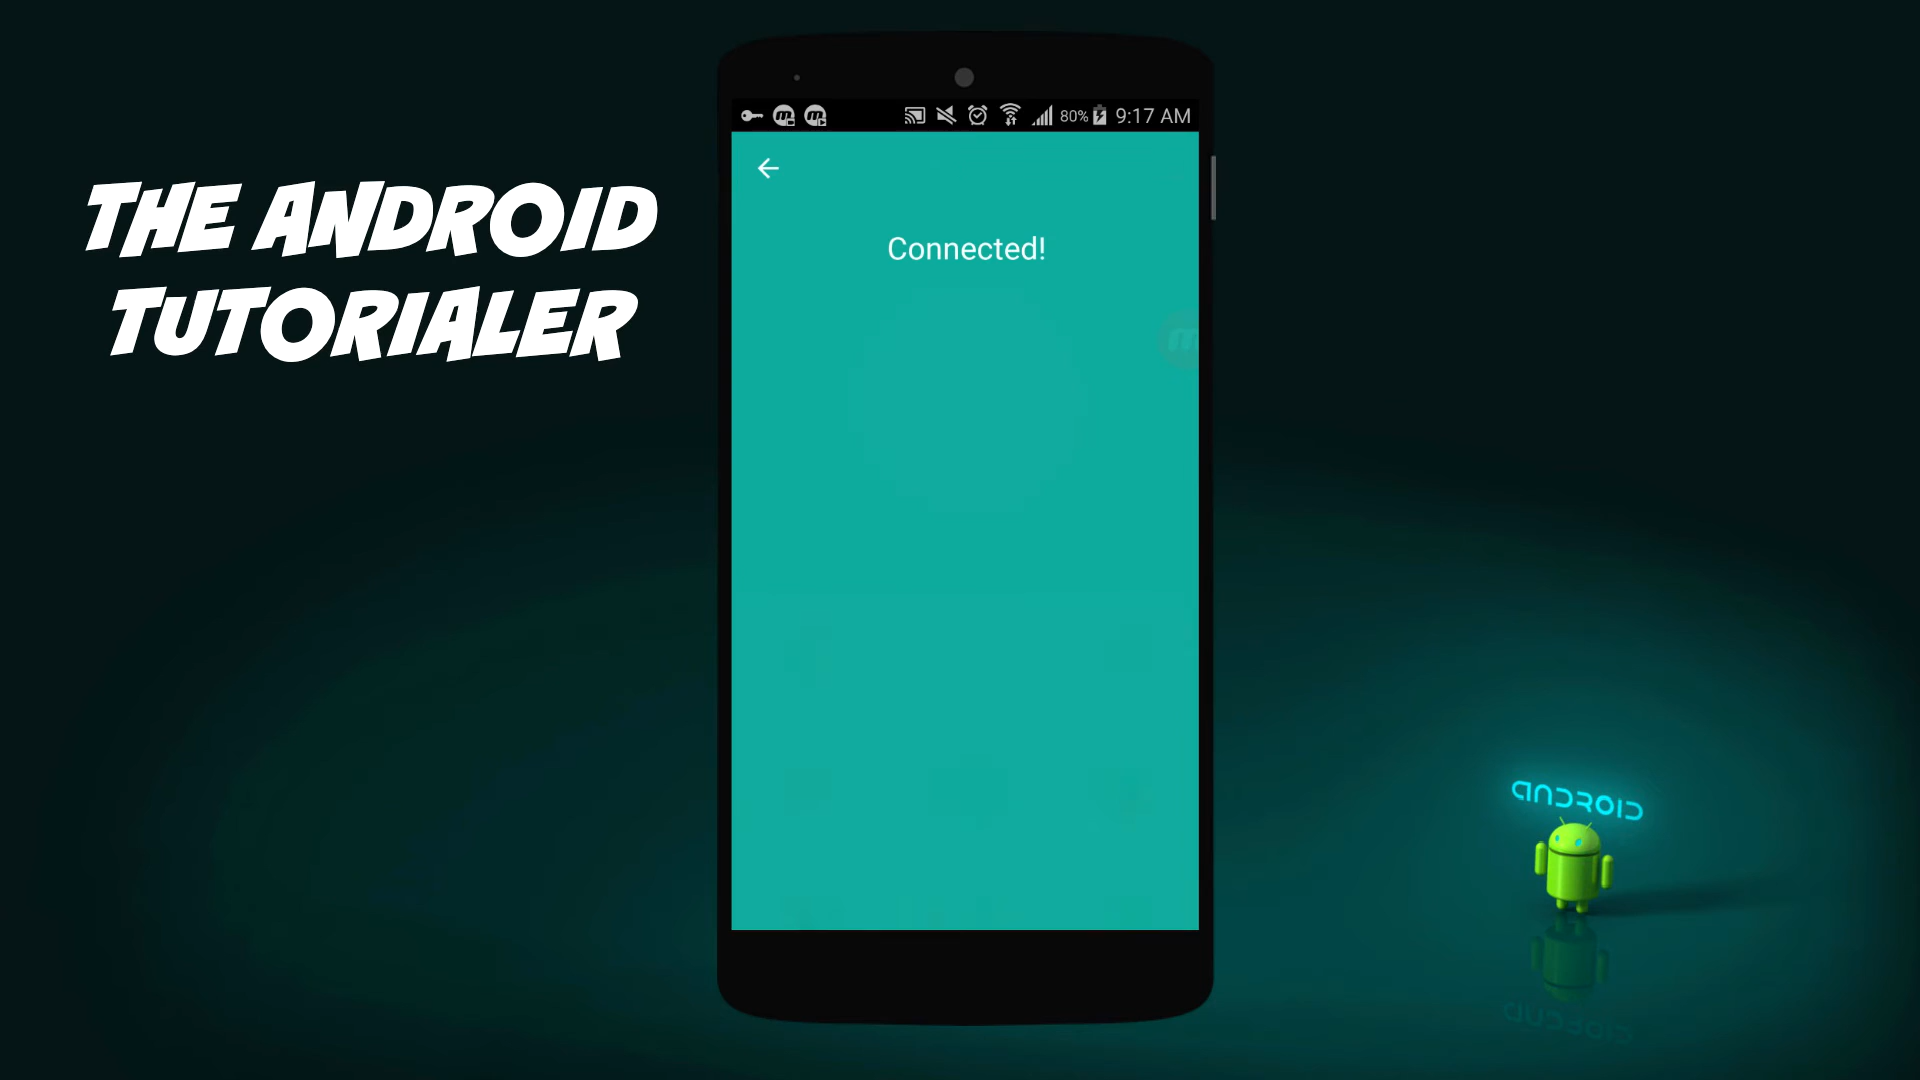 THE ANDROID
TUTORIALER
80% 9:17 AM
Connected!
m
android